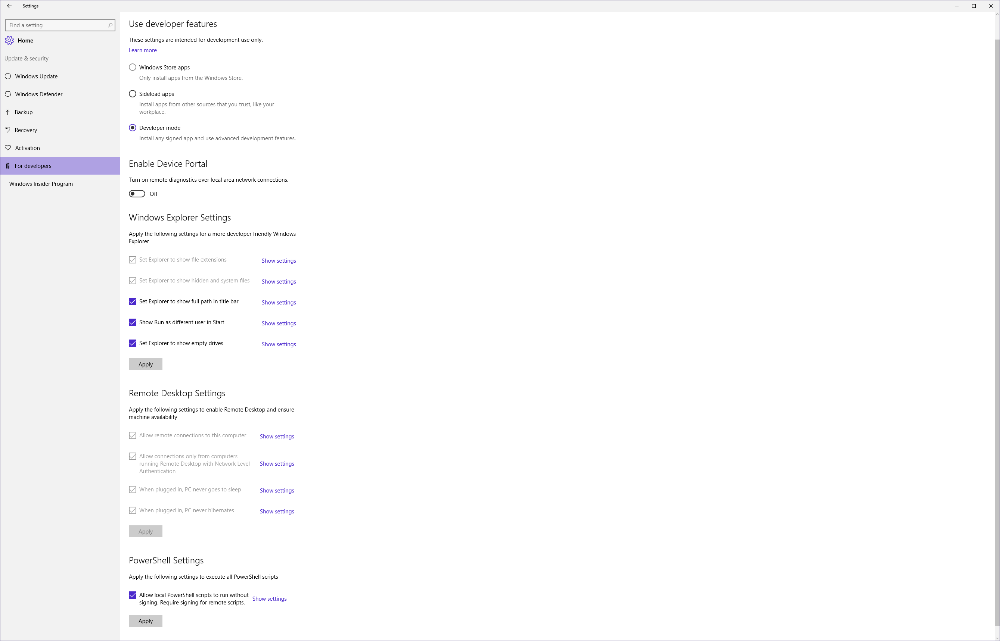 Settings
Find a setting
Home
Update & security
Windows Update
Windows Defender
Backup
Recovery
Activation
For developers
Windows Insider Program
Use developer features
These settings are intended for development use only.
Learn more
Windows Store apps
Only install apps from the Windows Store.
Sideload apps
Install apps from other sources that you trust, like your
workplace.
Developer mode
Install any signed app and use advanced development features.
Enable Device Portal
Turn on remote diagnostics over local area network connections.
Off
Windows Explorer Settings
Apply the following settings for a more developer friendly Windows
Explorer
Set Explorer to show file extensions Show settings
Set Explorer to show hidden and system files Show settings
Set Explorer to show full path in title bar Show settings
Show Run as different user in Start Show settings
Set Explorer to show empty drives Show settings
Apply
Remote Desktop Settings
Apply the following settings to enable Remote Desktop and ensure
machine availability
Allow remote connections to this computer Show settings
Allow connections only from computers
running Remote Desktop with Network Level Show settings
Authentication
When plugged in, PC never goes to sleep Show settings
When plugged in, PC never hibernates Show settings
Apply
PowerShell Settings
Apply the following settings to execute all PowerShell scripts
Allow local PowerShell scripts to run without
signing. Require signing for remote scripts. Show settings
Apply